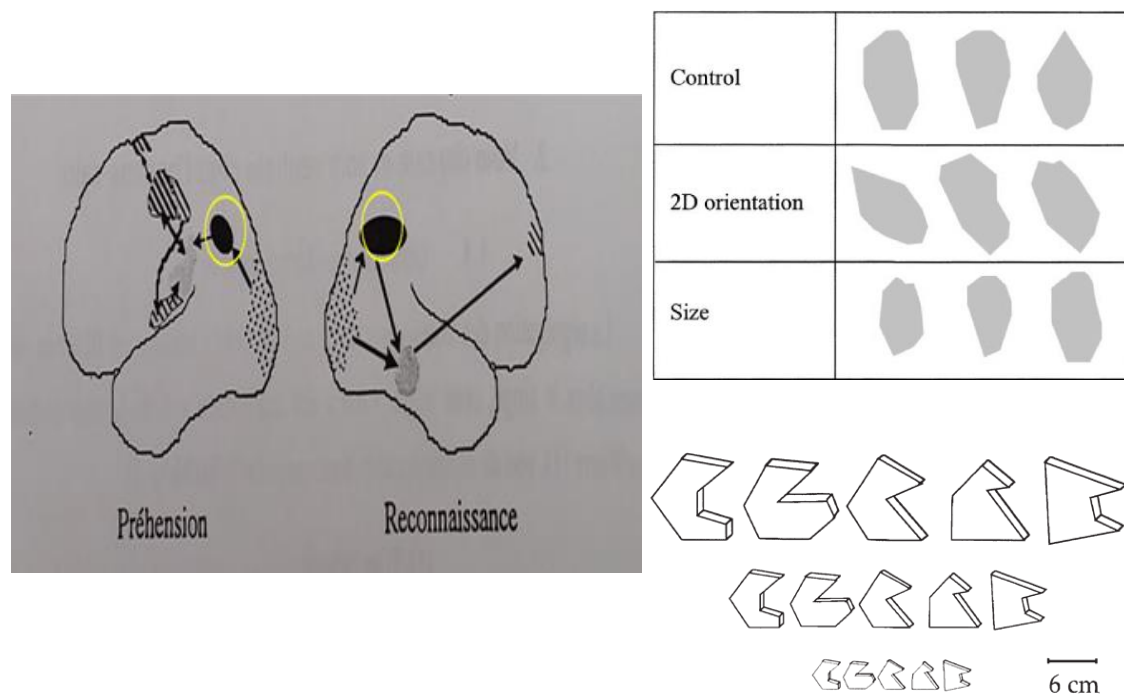 Préhension
Reconnaissance
Control
2D orientation
Size
6 cm